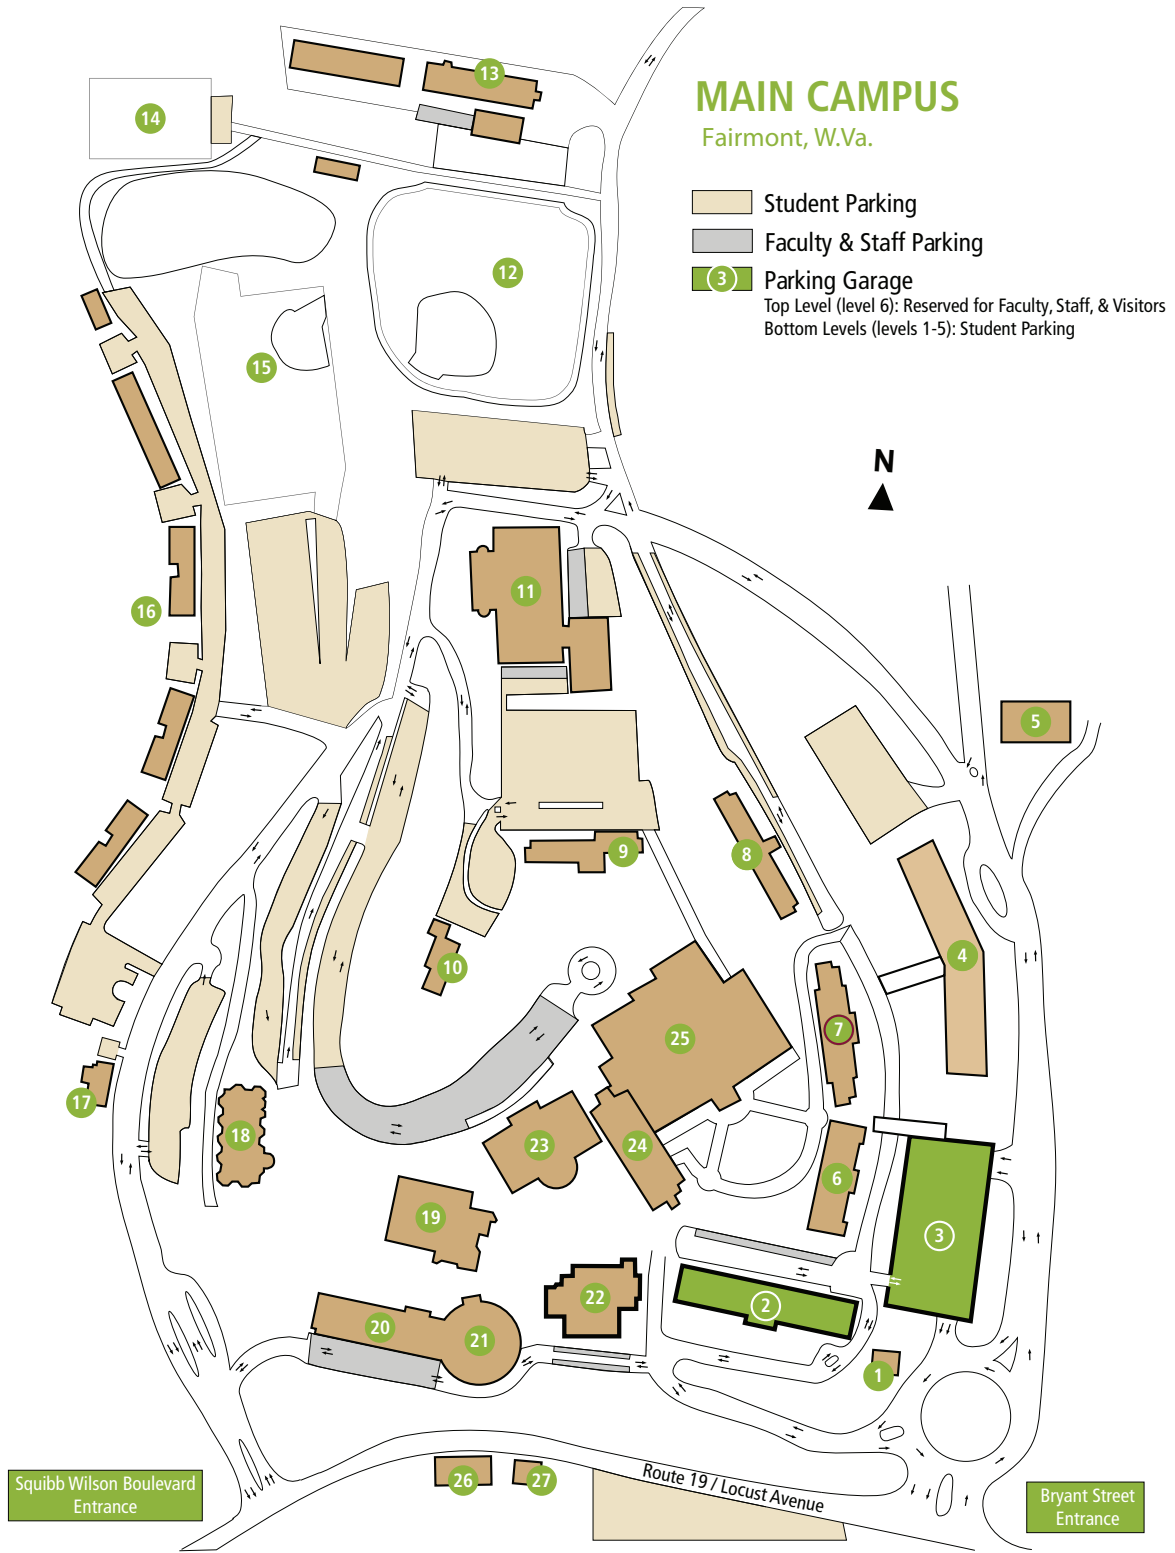 MAIN CAMPUS
Fairmont, W.Va.
Student Parking
Faculty & Staff Parking
3 Parking Garage
Top Level (level 6): Reserved for Faculty, Staff, & Visitors
Bottom Levels (levels 1-5): Student Parking
13
14
12
15
N
11
16
5
9
8
4
10
7
25
17
18
23
24
6
19
3
22
2
20
21
1
26
27
Route 19 / Locust Avenue
Squibb Wilson Boulevard
Entrance
Bryant Street
Entrance